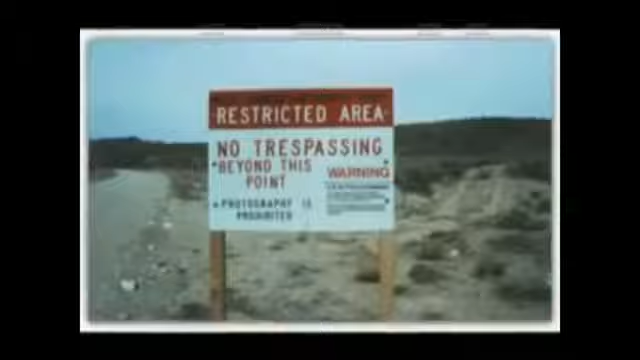 RESTRICTED AREA
NO TRESPASSING
BEYOND THIS
POINT
WARNING
PHOTOGRAPHY IS
PROHIBITED